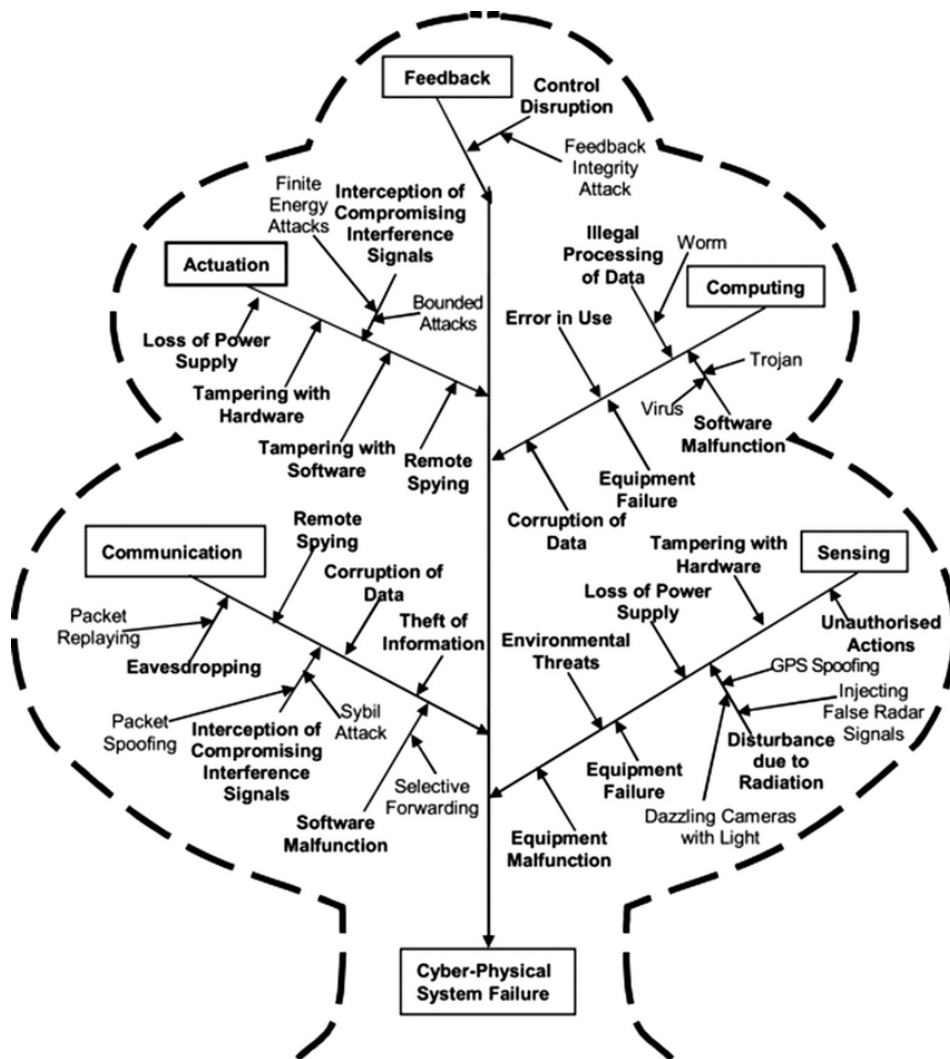 Feedback
Control
Disruption
Feedback
Integrity
Attack
Finite
Energy
Attacks
Interception of
Compromising
Interference
Signals
Actuation
Bounded
Attacks
Loss of Power
Supply
Tampering with
Hardware
Tampering with
Software
Remote
Spying
Illegal
Processing
of Data
Worm
Computing
Error in Use
Trojan
Virus
Software
Malfunction
Equipment
Failure
Corruption of
Data
Communication
Remote
Spying
Corruption of
Data
Theft of
Information
Packet
Replaying
Eavesdropping
Packet
Spoofing
Sybil
Attack
Interception of
Compromising
Interference
Signals
Selective
Forwarding
Software
Malfunction
Tampering with
Hardware
Sensing
Loss of Power
Supply
Unauthorised
Actions
Environmental
Threats
GPS Spoofing
Injecting
False Radar
Signals
Disturbance
due to
Radiation
Equipment
Failure
Dazzling Cameras
with Light
Equipment
Malfunction
Cyber-Physical
System Failure